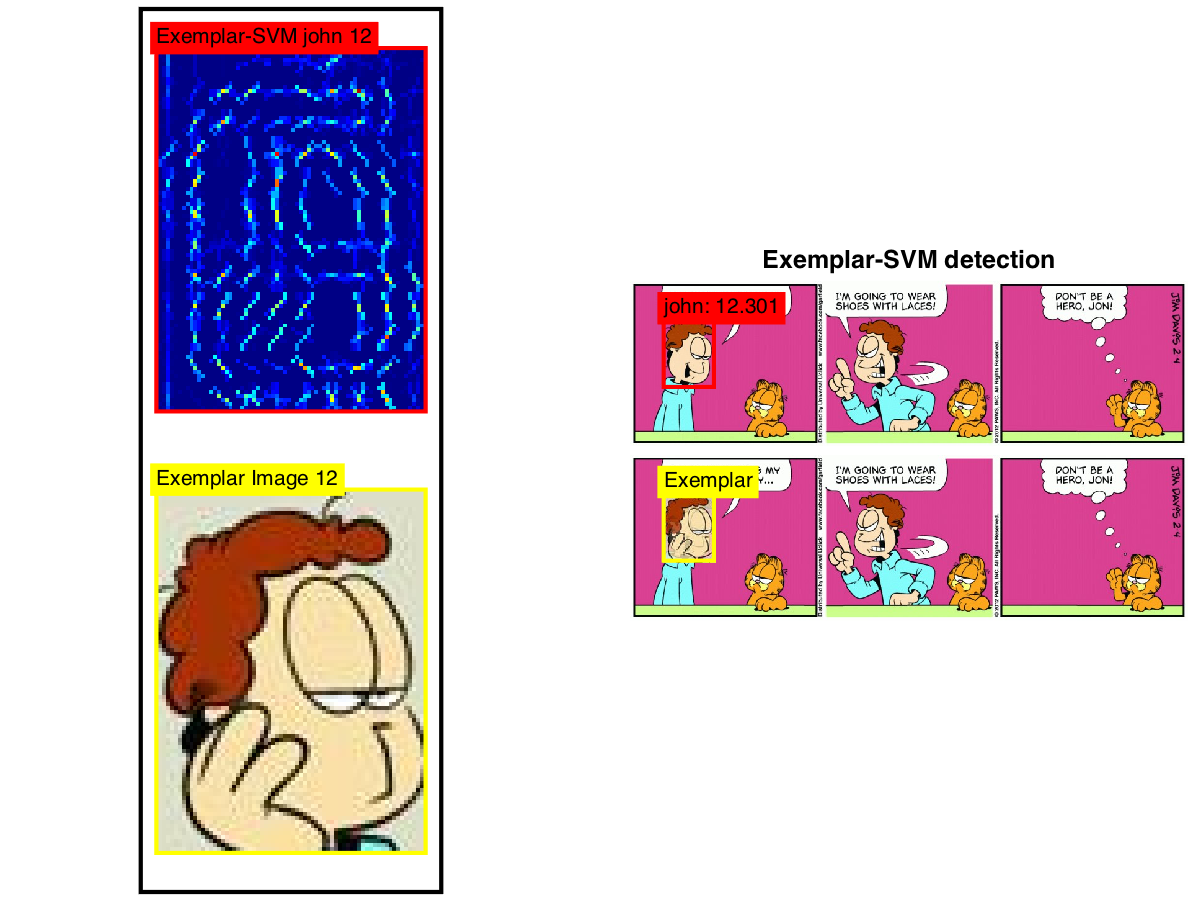 Exemplar-SVM john 12
Exemplar Image 12
Exemplar-SVM detection
john: 12.301
I'M GOING TO WEAR
SHOES WITH LACES!
DON'T BE A
HERO, JON!
JIM DAVIS 2 4
Exemplar
MY
I'M GOING TO WEAR
SHOES WITH LACES!
DON'T BE A
HERO, JON!
JIM DAVIS 2 4